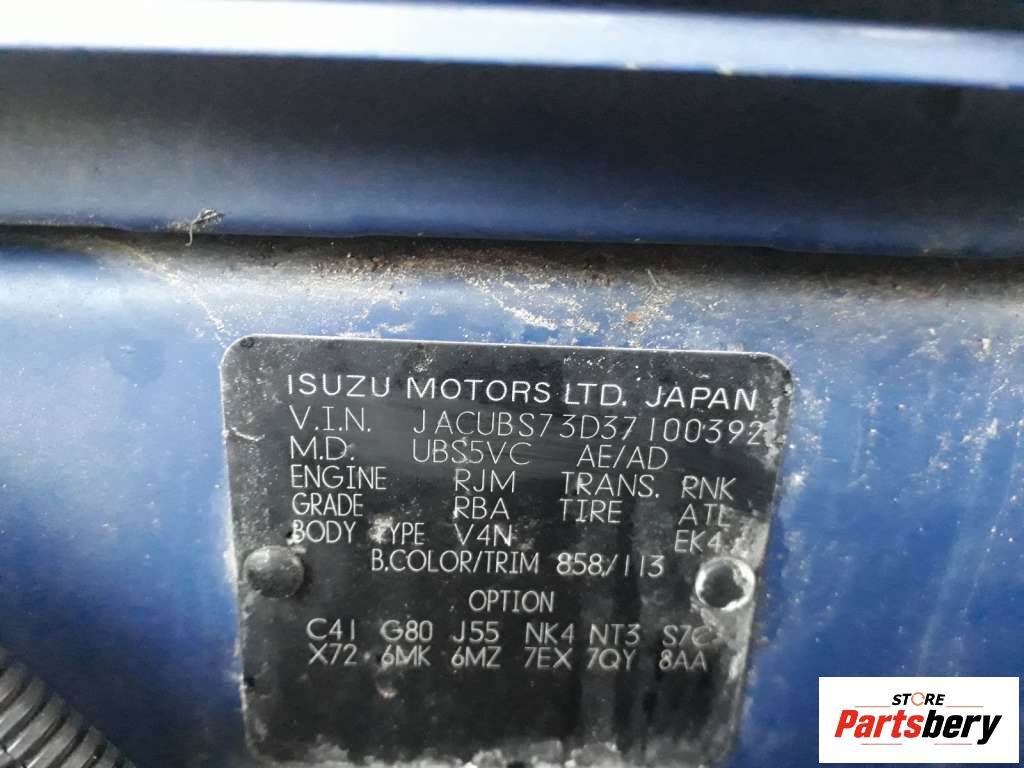 ISUZU MOTORS LTD. JAPAN
V.I.N. JACUBS73D37100392
M.D. UBS5VC AE/AD
ENGINE RJM TRANS. RNK
GRADE RBA TIRE ATL
BODY TYPE V4N EK4
B.COLOR/TRIM 858/113
OPTION
C41 G80 J55 NK4 NT3 S7C
X72 6MK 6MZ 7EX 7QY 8AA
STORE
Partsbery